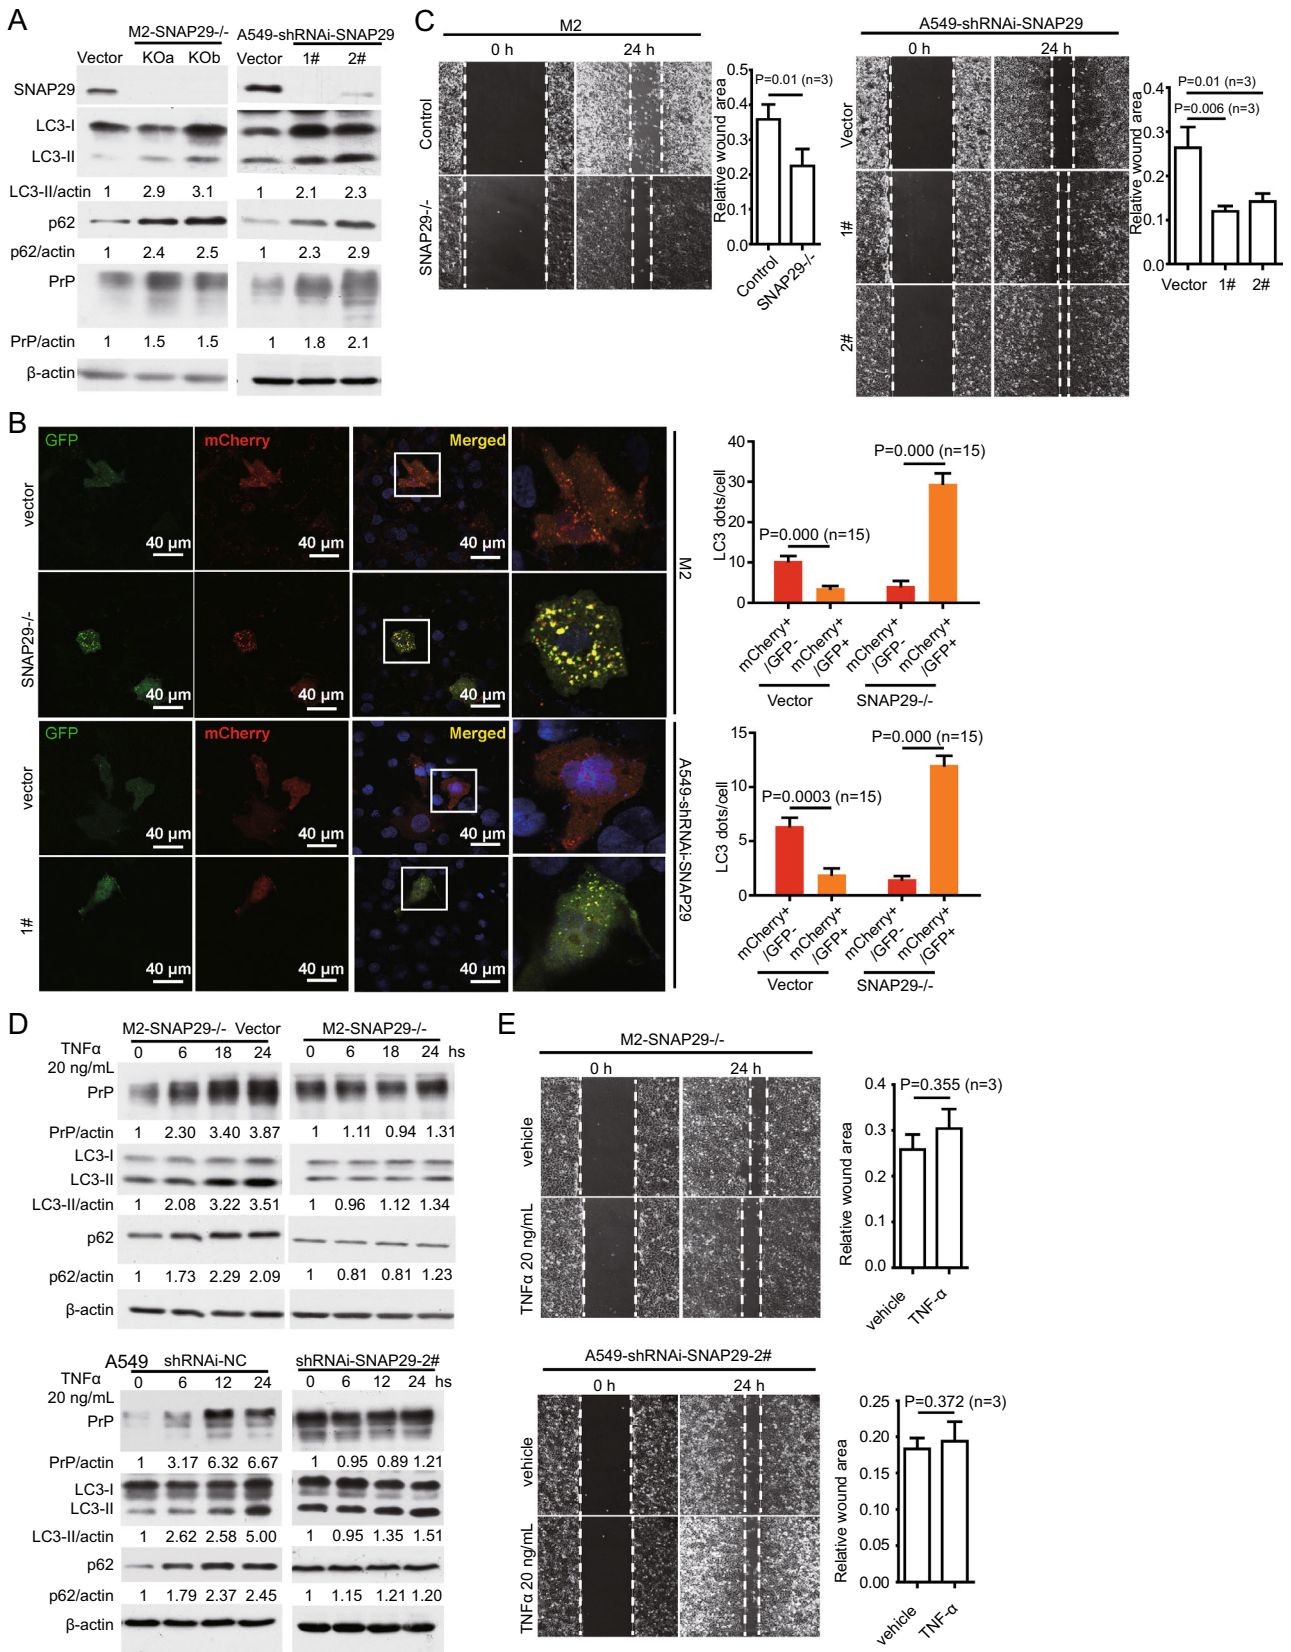 A
M2-SNAP29-/- A549-shRNAi-SNAP29
Vector KOa KOb Vector 1# 2#
SNAP29
LC3-I
LC3-II
LC3-II/actin 1 2.9 3.1 1 2.1 2.3
p62
p62/actin 1 2.4 2.5 1 2.3 2.9
PrP
PrP/actin 1 1.5 1.5 1 1.8 2.1
β-actin
C
M2
0 h 24 h
Control
SNAP29-/-
Relative wound area
0.5
0.4
0.3
0.2
0.1
0.0
P=0.01 (n=3)
Control
SNAP29-/-
A549-shRNAi-SNAP29
0 h 24 h
Vector
1#
2#
Relative wound area
0.4
0.3
0.2
0.1
0.0
P=0.01 (n=3)
P=0.006 (n=3)
Vector 1# 2#
B
GFP mCherry Merged
vector
40 µm 40 µm 40 µm
SNAP29-/-
40 µm 40 µm 40 µm
M2
GFP mCherry Merged
vector
40 µm 40 µm 40 µm
1#
40 µm 40 µm 40 µm
A549-shRNAi-SNAP29
LC3 dots/cell
40
30
20
10
0
P=0.000 (n=15)
P=0.000 (n=15)
mCherry+
/GFP-
mCherry+
/GFP+
mCherry+
/GFP-
mCherry+
/GFP+
Vector SNAP29-/-
LC3 dots/cell
15
10
5
0
P=0.0003 (n=15)
P=0.000 (n=15)
mCherry+
/GFP-
mCherry+
/GFP+
mCherry+
/GFP-
mCherry+
/GFP+
Vector SNAP29-/-
D
M2-SNAP29-/- Vector M2-SNAP29-/-
TNFα 0 6 18 24 0 6 18 24 hs
20 ng/mL
PrP
PrP/actin 1 2.30 3.40 3.87 1 1.11 0.94 1.31
LC3-I
LC3-II
LC3-II/actin 1 2.08 3.22 3.51 1 0.96 1.12 1.34
p62
p62/actin 1 1.73 2.29 2.09 1 0.81 0.81 1.23
β-actin
A549 shRNAi-NC shRNAi-SNAP29-2#
TNFα 0 6 12 24 0 6 12 24 hs
20 ng/mL
PrP
PrP/actin 1 3.17 6.32 6.67 1 0.95 0.89 1.21
LC3-I
LC3-II
LC3-II/actin 1 2.62 2.58 5.00 1 0.95 1.35 1.51
p62
p62/actin 1 1.79 2.37 2.45 1 1.15 1.21 1.20
β-actin
E
M2-SNAP29-/-
0 h 24 h
vehicle
TNFα 20 ng/mL
Relative wound area
0.4
0.3
0.2
0.1
0.0
P=0.355 (n=3)
vehicle
TNF-α
A549-shRNAi-SNAP29-2#
0 h 24 h
vehicle
TNFα 20 ng/mL
Relative wound area
0.25
0.20
0.15
0.10
0.05
0.00
P=0.372 (n=3)
vehicle
TNF-α